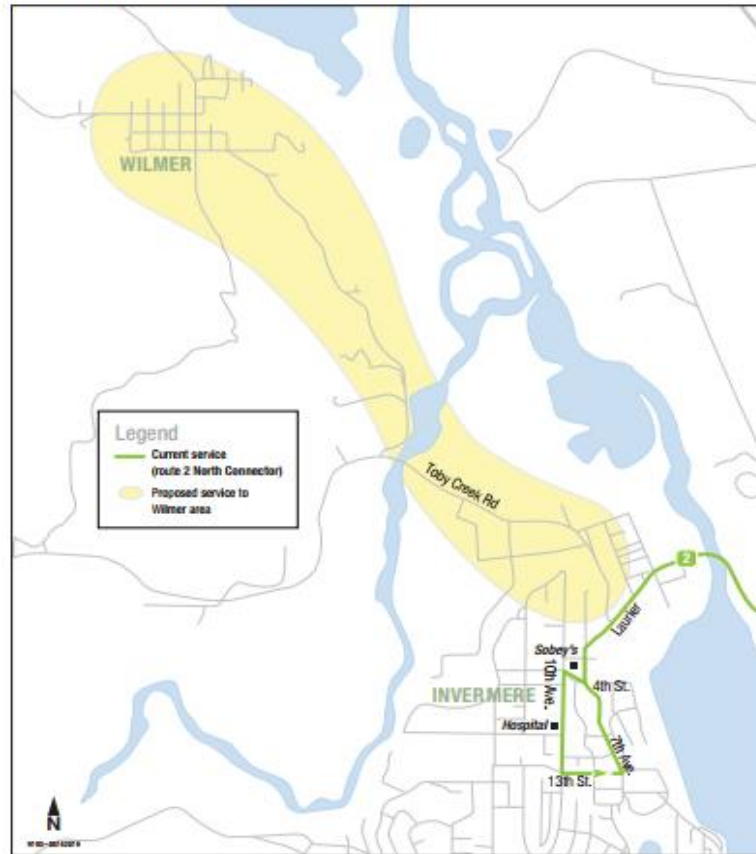 WILMER
Legend
Current service
(route 2 North Connector)
Proposed service to
Wilmer area
Toby Creek Rd
2
Laurier
Sobey's
10th Ave.
4th St.
INVERMERE
Hospital
7th Ave.
13th St.
N